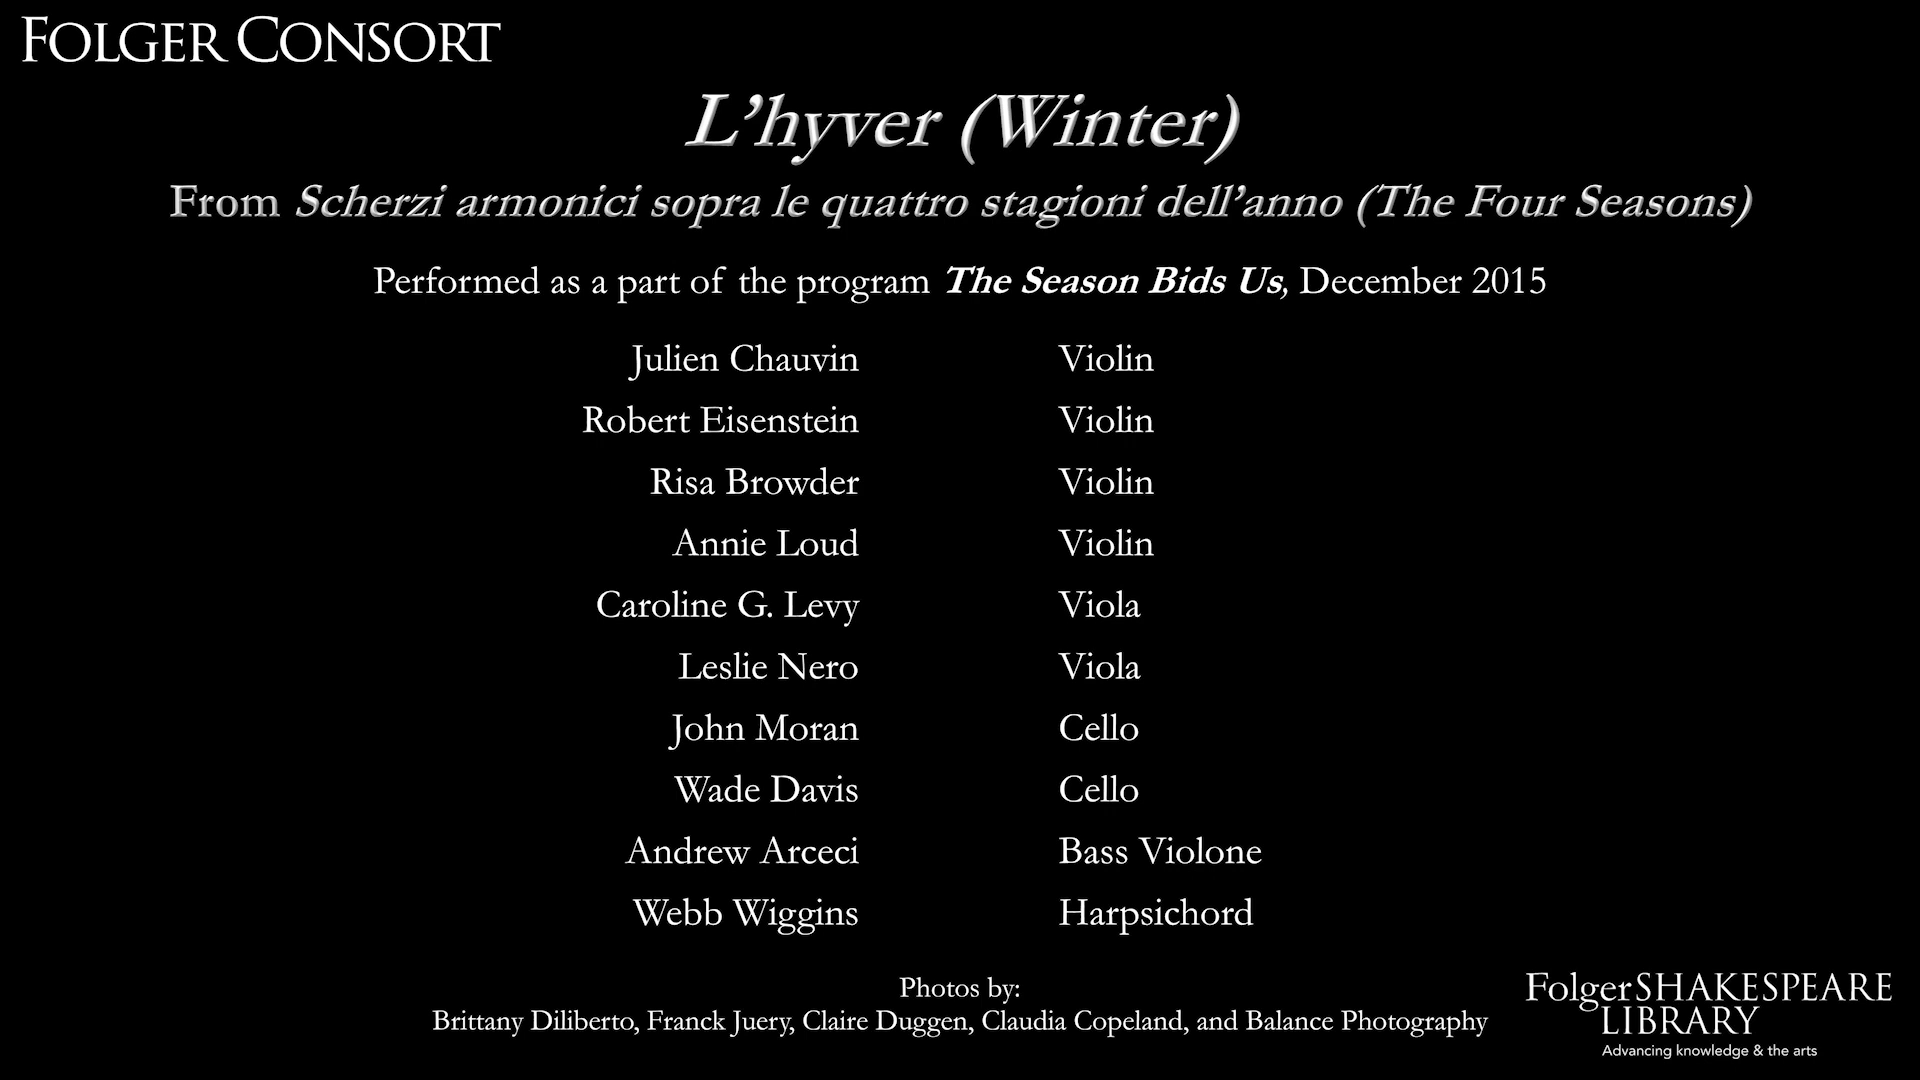 FOLGER CONSORT
L’hyver (Winter)
From Scherzi armonici sopra le quattro stagioni dell’anno (The Four Seasons)
Performed as a part of the program The Season Bids Us, December 2015
Julien Chauvin Violin
Robert Eisenstein Violin
Risa Browder Violin
Annie Loud Violin
Caroline G. Levy Viola
Leslie Nero Viola
John Moran Cello
Wade Davis Cello
Andrew Arceci Bass Violone
Webb Wiggins Harpsichord
Photos by:
Brittany Diliberto, Franck Juery, Claire Duggen, Claudia Copeland, and Balance Photography
Folger SHAKESPEARE
LIBRARY
Advancing knowledge & the arts